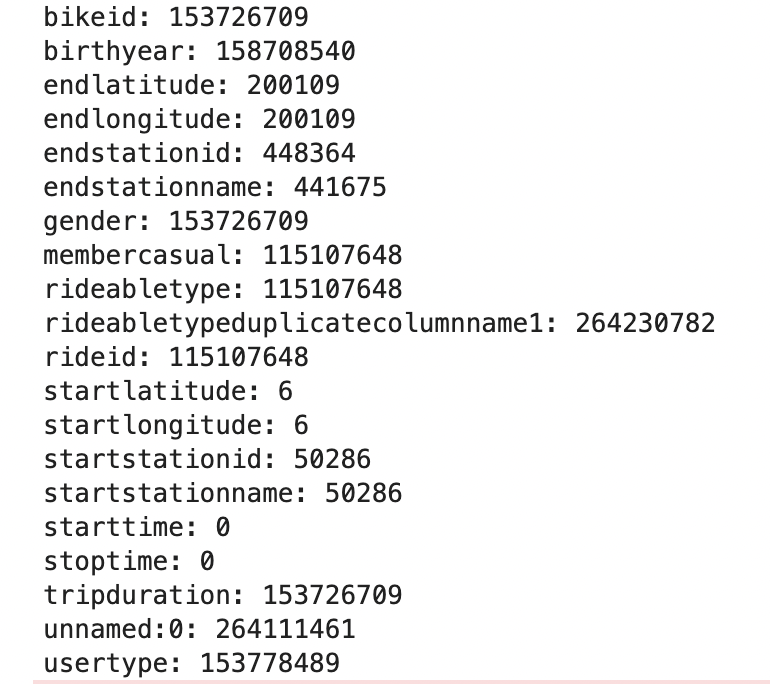 bikeid: 153726709
birthyear: 158708540
endlatitude: 200109
endlongitude: 200109
endstationid: 448364
endstationname: 441675
gender: 153726709
membercasual: 115107648
rideabletype: 115107648
rideabletypeduplicatecolumnname1: 264230782
rideid: 115107648
startlatitude: 6
startlongitude: 6
startstationid: 50286
startstationname: 50286
starttime: 0
stoptime: 0
tripduration: 153726709
unnamed:0: 264111461
usertype: 153778489